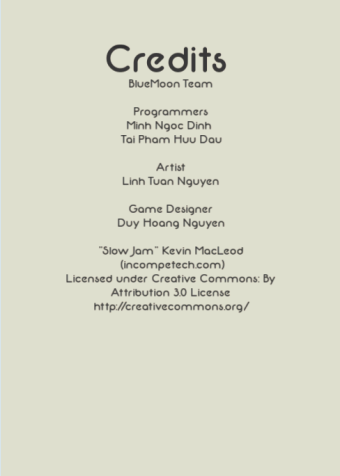 Credits
BlueMoon Team
Programmers
Minh Ngoc Dinh
Tai Pham Huu Dau
Artist
Linh Tuan Nguyen
Game Designer
Duy Hoang Nguyen
"Slow Jam" Kevin MacLeod
(incompetech.com)
Licensed under Creative Commons: By
Attribution 3.0 License
http://creativecommons.org/